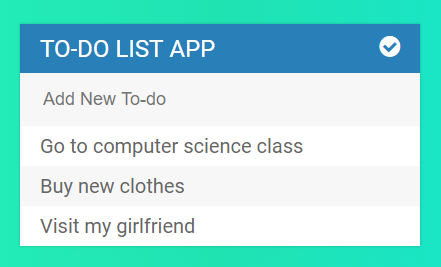 TO-DO LIST APP
Add New To-do
Go to computer science class
Buy new clothes
Visit my girlfriend